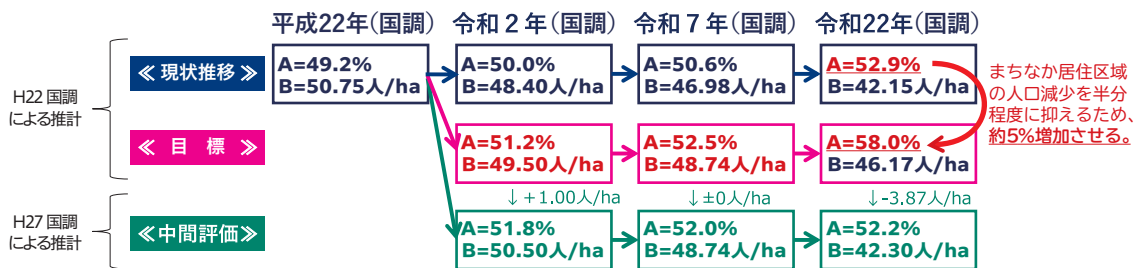 平成22年(国調)
令和２年(国調)
令和７年(国調)
令和22年(国調)
H22 国調
による推計
≪ 現状推移 ≫
A=49.2%
B=50.75人/ha
A=50.0%
B=48.40人/ha
A=50.6%
B=46.98人/ha
A=52.9%
B=42.15人/ha
まちなか居住区域
の人口減少を半分
程度に抑えるため、
約5%増加させる。
≪ 目 標 ≫
A=51.2%
B=49.50人/ha
A=52.5%
B=48.74人/ha
A=58.0%
B=46.17人/ha
↓+1.00人/ha
↓±0人/ha
↓-3.87人/ha
H27 国調
による推計
≪中間評価≫
A=51.8%
B=50.50人/ha
A=52.0%
B=48.74人/ha
A=52.2%
B=42.30人/ha